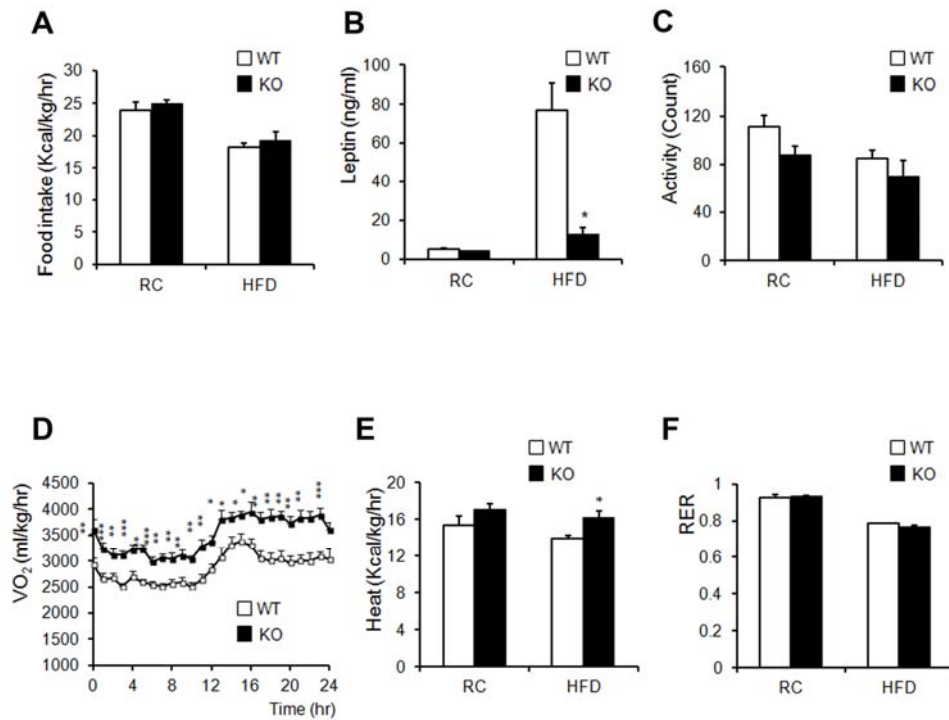 A
WT
KO
Food intake (Kcal/kg/hr)
30
25
20
15
10
5
0
RC HFD
B
WT
KO
Leptin (ng/ml)
100
80
60
40
20
0
*
RC HFD
C
WT
KO
Activity (Count)
160
120
80
40
0
RC HFD
D
VO2 (ml/kg/hr)
4500
4000
3500
3000
2500
2000
1500
1000
WT
KO
0 4 8 12 16 20 24
Time (hr)
E
WT
KO
Heat (Kcal/kg/hr)
20
16
12
8
4
0
*
RC HFD
F
WT
KO
RER
1
0.8
0.6
0.4
0.2
0
RC HFD